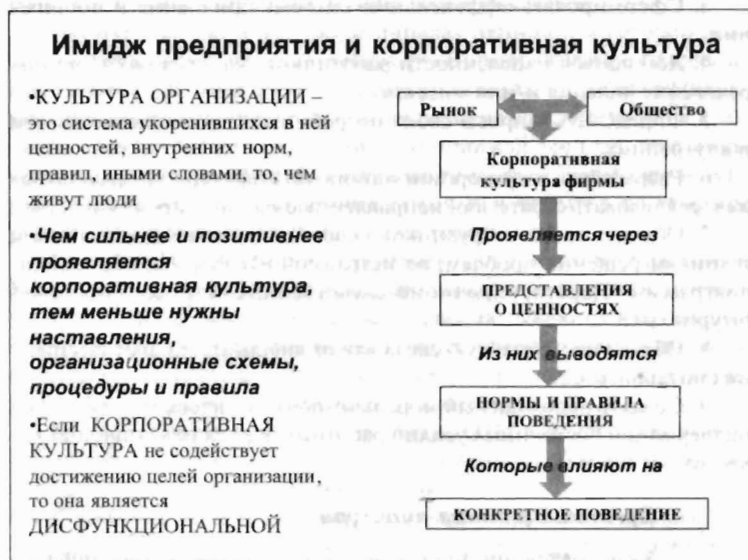 Имидж предприятия и корпоративная культура
•КУЛЬТУРА ОРГАНИЗАЦИИ –
это система укоренившихся в ней
ценностей, внутренних норм,
правил, иными словами, то, чем
живут люди
•Чем сильнее и позитивнее
проявляется
корпоративная культура,
тем меньше нужны
наставления,
организационные схемы,
процедуры и правила
•Если КОРПОРАТИВНАЯ
КУЛЬТУРА не содействует
достижению целей организации,
то она является
ДИСФУНКЦИОНАЛЬНОЙ
Рынок
Общество
Корпоративная
культура фирмы
Проявляется через
ПРЕДСТАВЛЕНИЯ
О ЦЕННОСТЯХ
Из них выводятся
НОРМЫ И ПРАВИЛА
ПОВЕДЕНИЯ
Которые влияют на
КОНКРЕТНОЕ ПОВЕДЕНИЕ